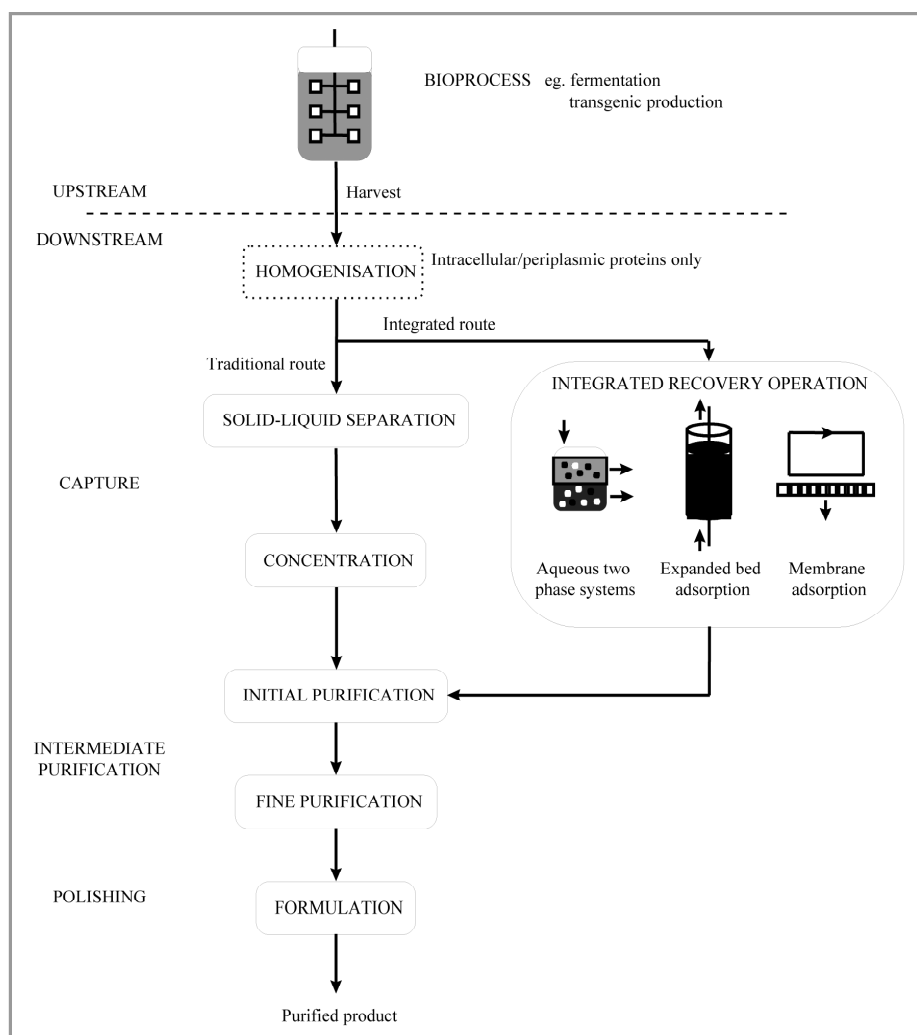 BIOPROCESS eg. fermentation
transgenic production
UPSTREAM
Harvest
DOWNSTREAM
HOMOGENISATION
Intracellular/periplasmic proteins only
Integrated route
Traditional route
INTEGRATED RECOVERY OPERATION
SOLID-LIQUID SEPARATION
CAPTURE
CONCENTRATION
Aqueous two
phase systems
Expanded bed
adsorption
Membrane
adsorption
INITIAL PURIFICATION
INTERMEDIATE
PURIFICATION
FINE PURIFICATION
POLISHING
FORMULATION
Purified product